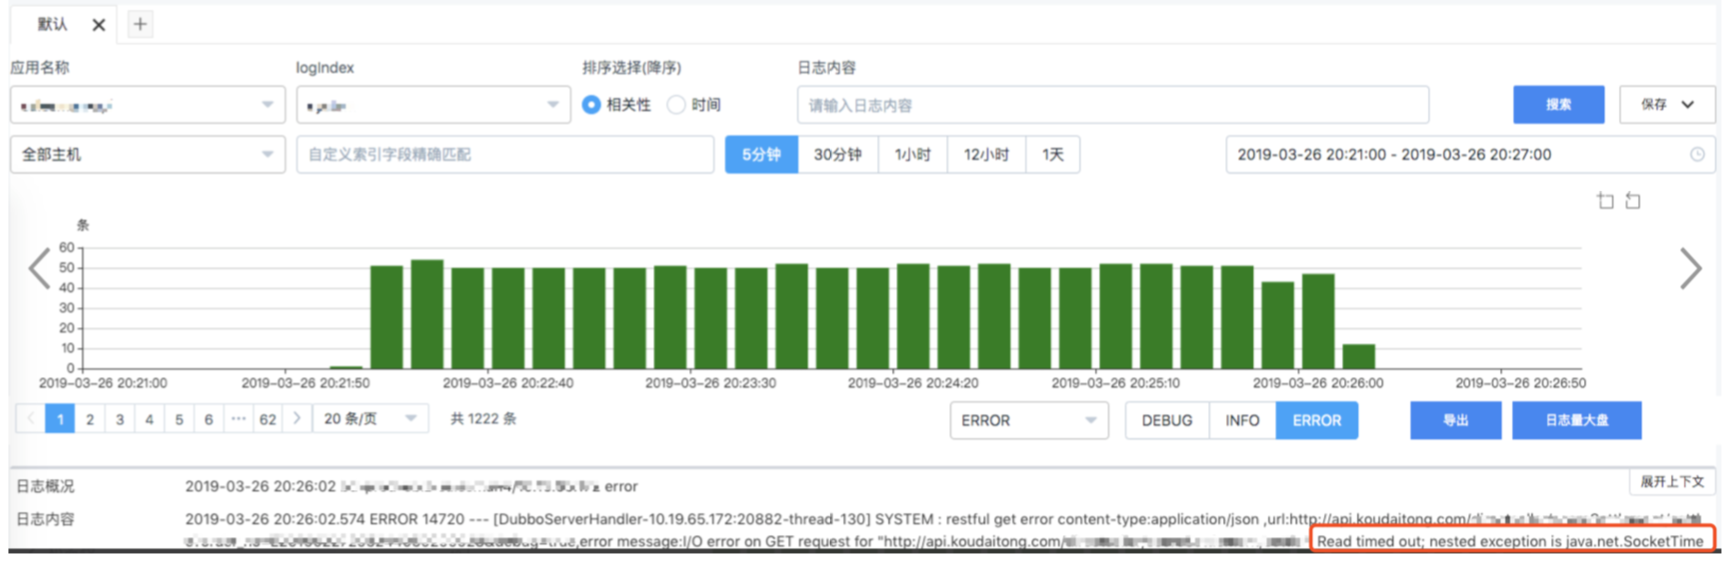 默认
应用名称 logIndex 排序选择(降序) 日志内容
相关性 时间 请输入日志内容 搜索 保存
全部主机 自定义索引字段精确匹配 5分钟 30分钟 1小时 12小时 1天 2019-03-26 20:21:00 - 2019-03-26 20:27:00
条
60
50
40
30
20
10
0
2019-03-26 20:21:00 2019-03-26 20:21:50 2019-03-26 20:22:40 2019-03-26 20:23:30 2019-03-26 20:24:20 2019-03-26 20:25:10 2019-03-26 20:26:00 2019-03-26 20:26:50
1 2 3 4 5 6 ··· 62 20 条/页 共 1222 条 ERROR DEBUG INFO ERROR 导出 日志量大盘
日志概况 2019-03-26 20:26:02 error 展开上下文
日志内容 2019-03-26 20:26:02.574 ERROR 14720 --- [DubboServerHandler-10.19.65.172:20882-thread-130] SYSTEM : restful get error content-type:application/json ,url:http://api.koudaitong.com/
,error message:I/O error on GET request for "http://api.koudaitong.com/ Read timed out; nested exception is java.net.SocketTime